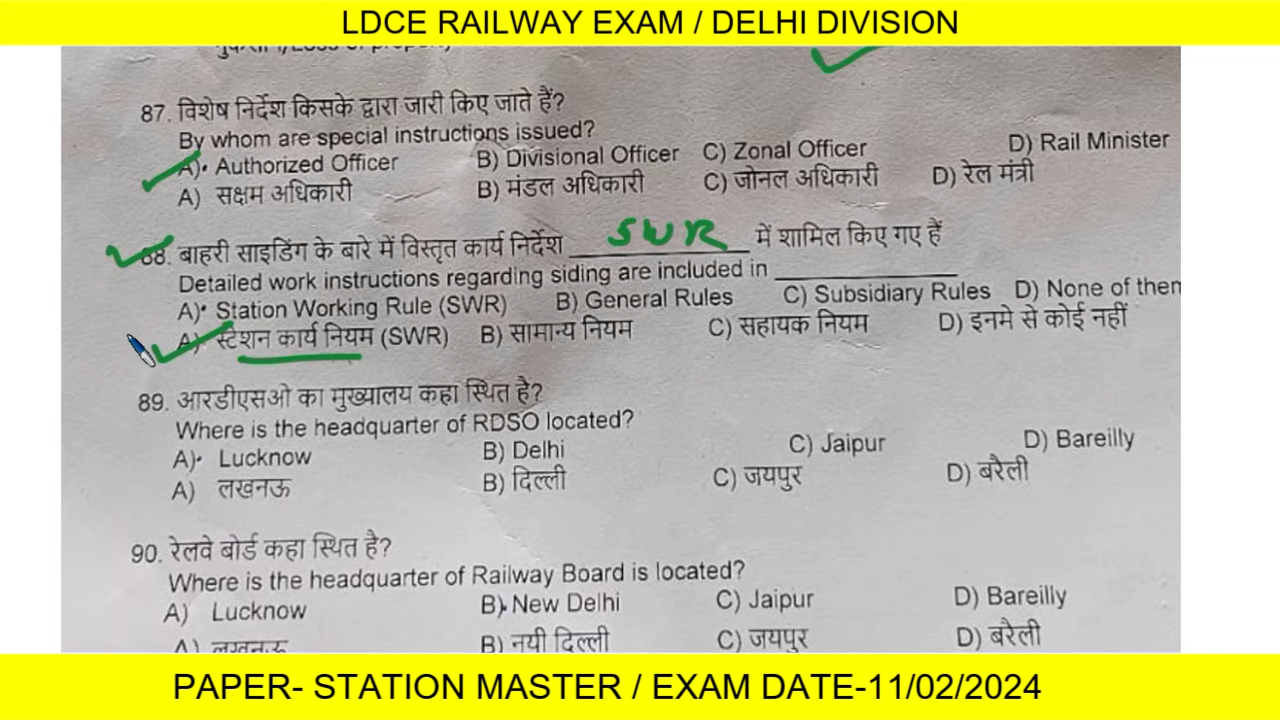 LDCE RAILWAY EXAM / DELHI DIVISION
87. विशेष निर्देश किसके द्वारा जारी किए जाते हैं?
By whom are special instructions issued?
A) Authorized Officer B) Divisional Officer C) Zonal Officer D) Rail Minister
A) सक्षम अधिकारी B) मंडल अधिकारी C) जोनल अधिकारी D) रेल मंत्री
88. बाहरी साइडिंग के बारे में विस्तृत कार्य निर्देश SWR में शामिल किए गए हैं
Detailed work instructions regarding siding are included in ____________
A) Station Working Rule (SWR) B) General Rules C) Subsidiary Rules D) None of them
A) स्टेशन कार्य नियम (SWR) B) सामान्य नियम C) सहायक नियम D) इनमे से कोई नहीं
89. आरडीएसओ का मुख्यालय कहा स्थित है?
Where is the headquarter of RDSO located?
A) Lucknow B) Delhi C) Jaipur D) Bareilly
A) लखनऊ B) दिल्ली C) जयपुर D) बरैली
90. रेलवे बोर्ड कहा स्थित है?
Where is the headquarter of Railway Board is located?
A) Lucknow B) New Delhi C) Jaipur D) Bareilly
A) लखनऊ B) नयी दिल्ली C) जयपुर D) बरैली
PAPER- STATION MASTER / EXAM DATE-11/02/2024